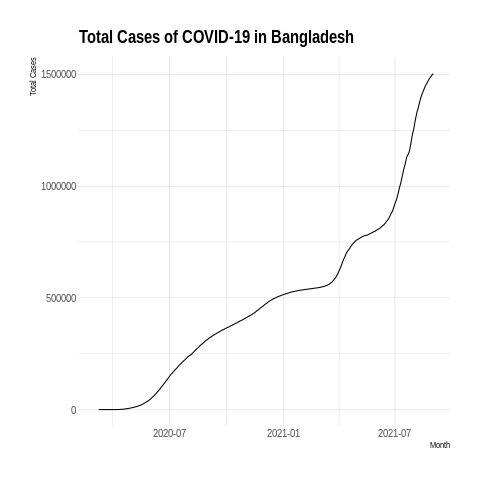 Total Cases of COVID-19 in Bangladesh
Total Cases
1500000
1000000
500000
0
2020-07
2021-01
2021-07
Month